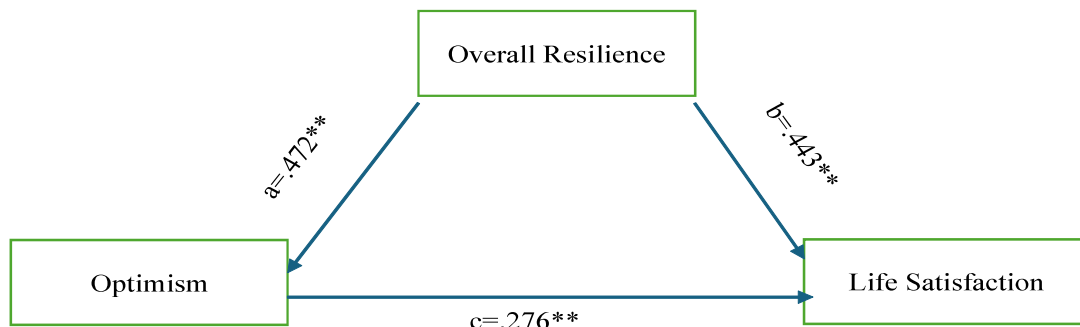 Overall Resilience
a=.472**
b=.443**
Optimism
Life Satisfaction
c=.276**